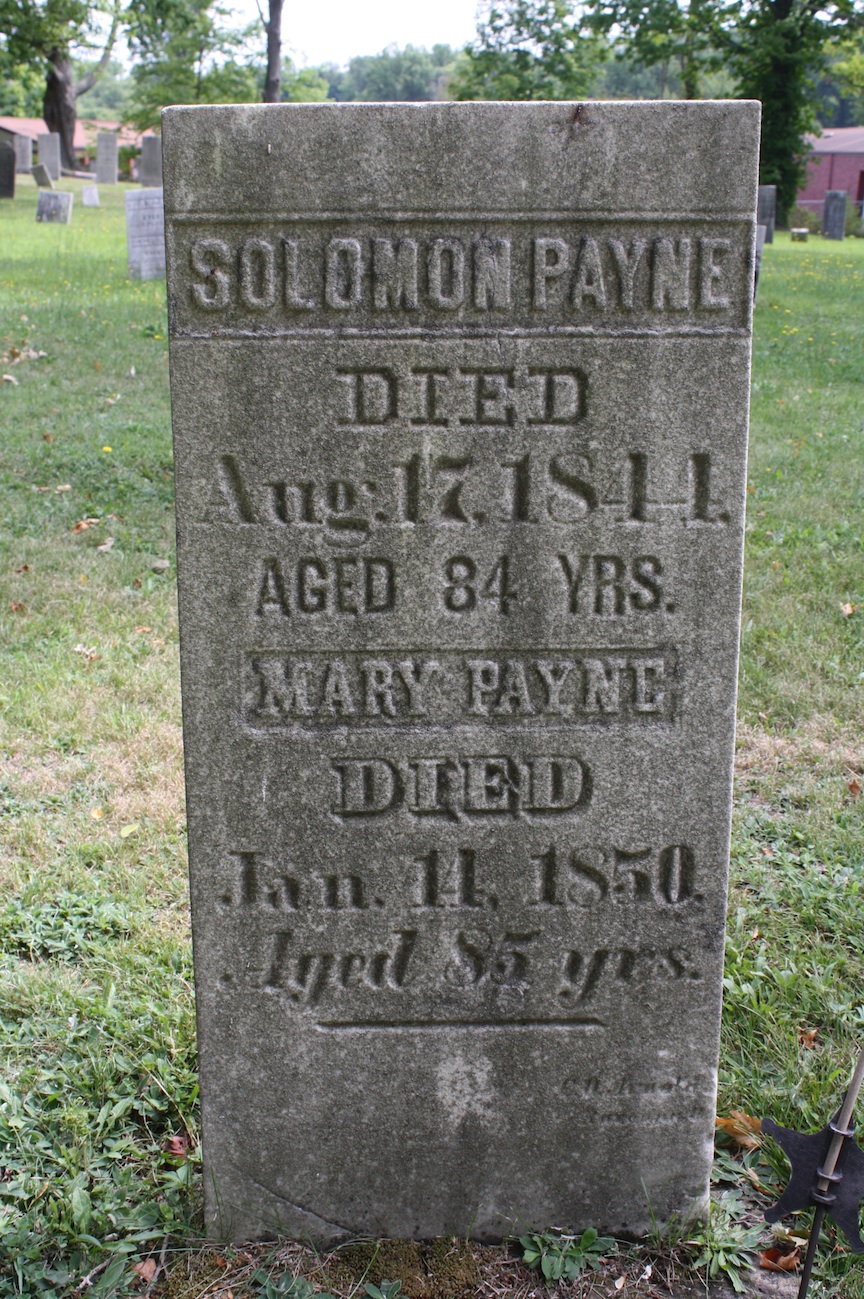 SOLOMON PAYNE
DIED
Aug. 17, 1844.
AGED 84 YRS.
MARY PAYNE
DIED
Jan. 14, 1850.
Aged 85 yrs.